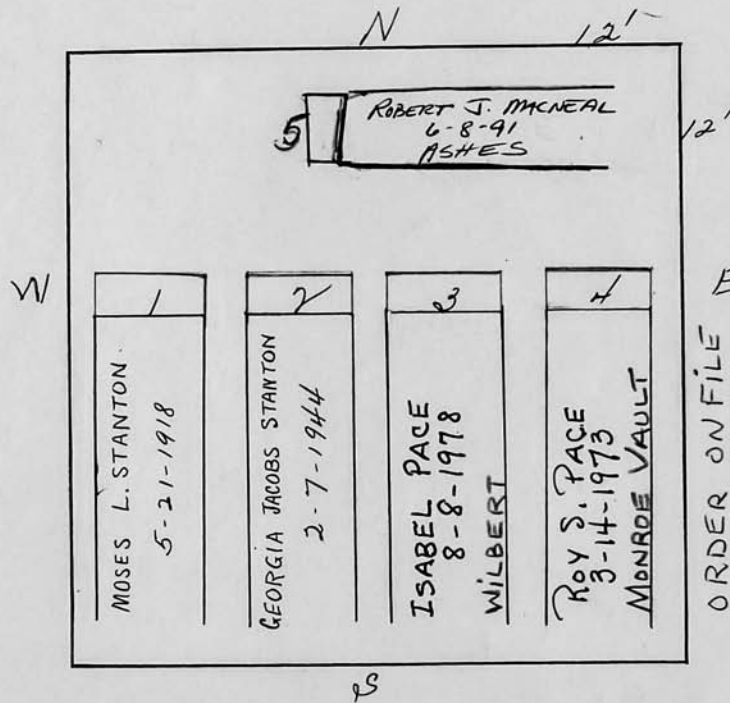 N
12'
5
ROBERT J. MACNEAL
6-8-91
ASHES
12'
W
E
1
2
3
4
MOSES L. STANTON
5-21-1918
GEORGIA JACOBS STANTON
2-7-1944
ISABEL PACE
8-8-1978
WILBERT
ROY S. PACE
3-14-1973
MONROE VAULT
ORDER ON FILE
S